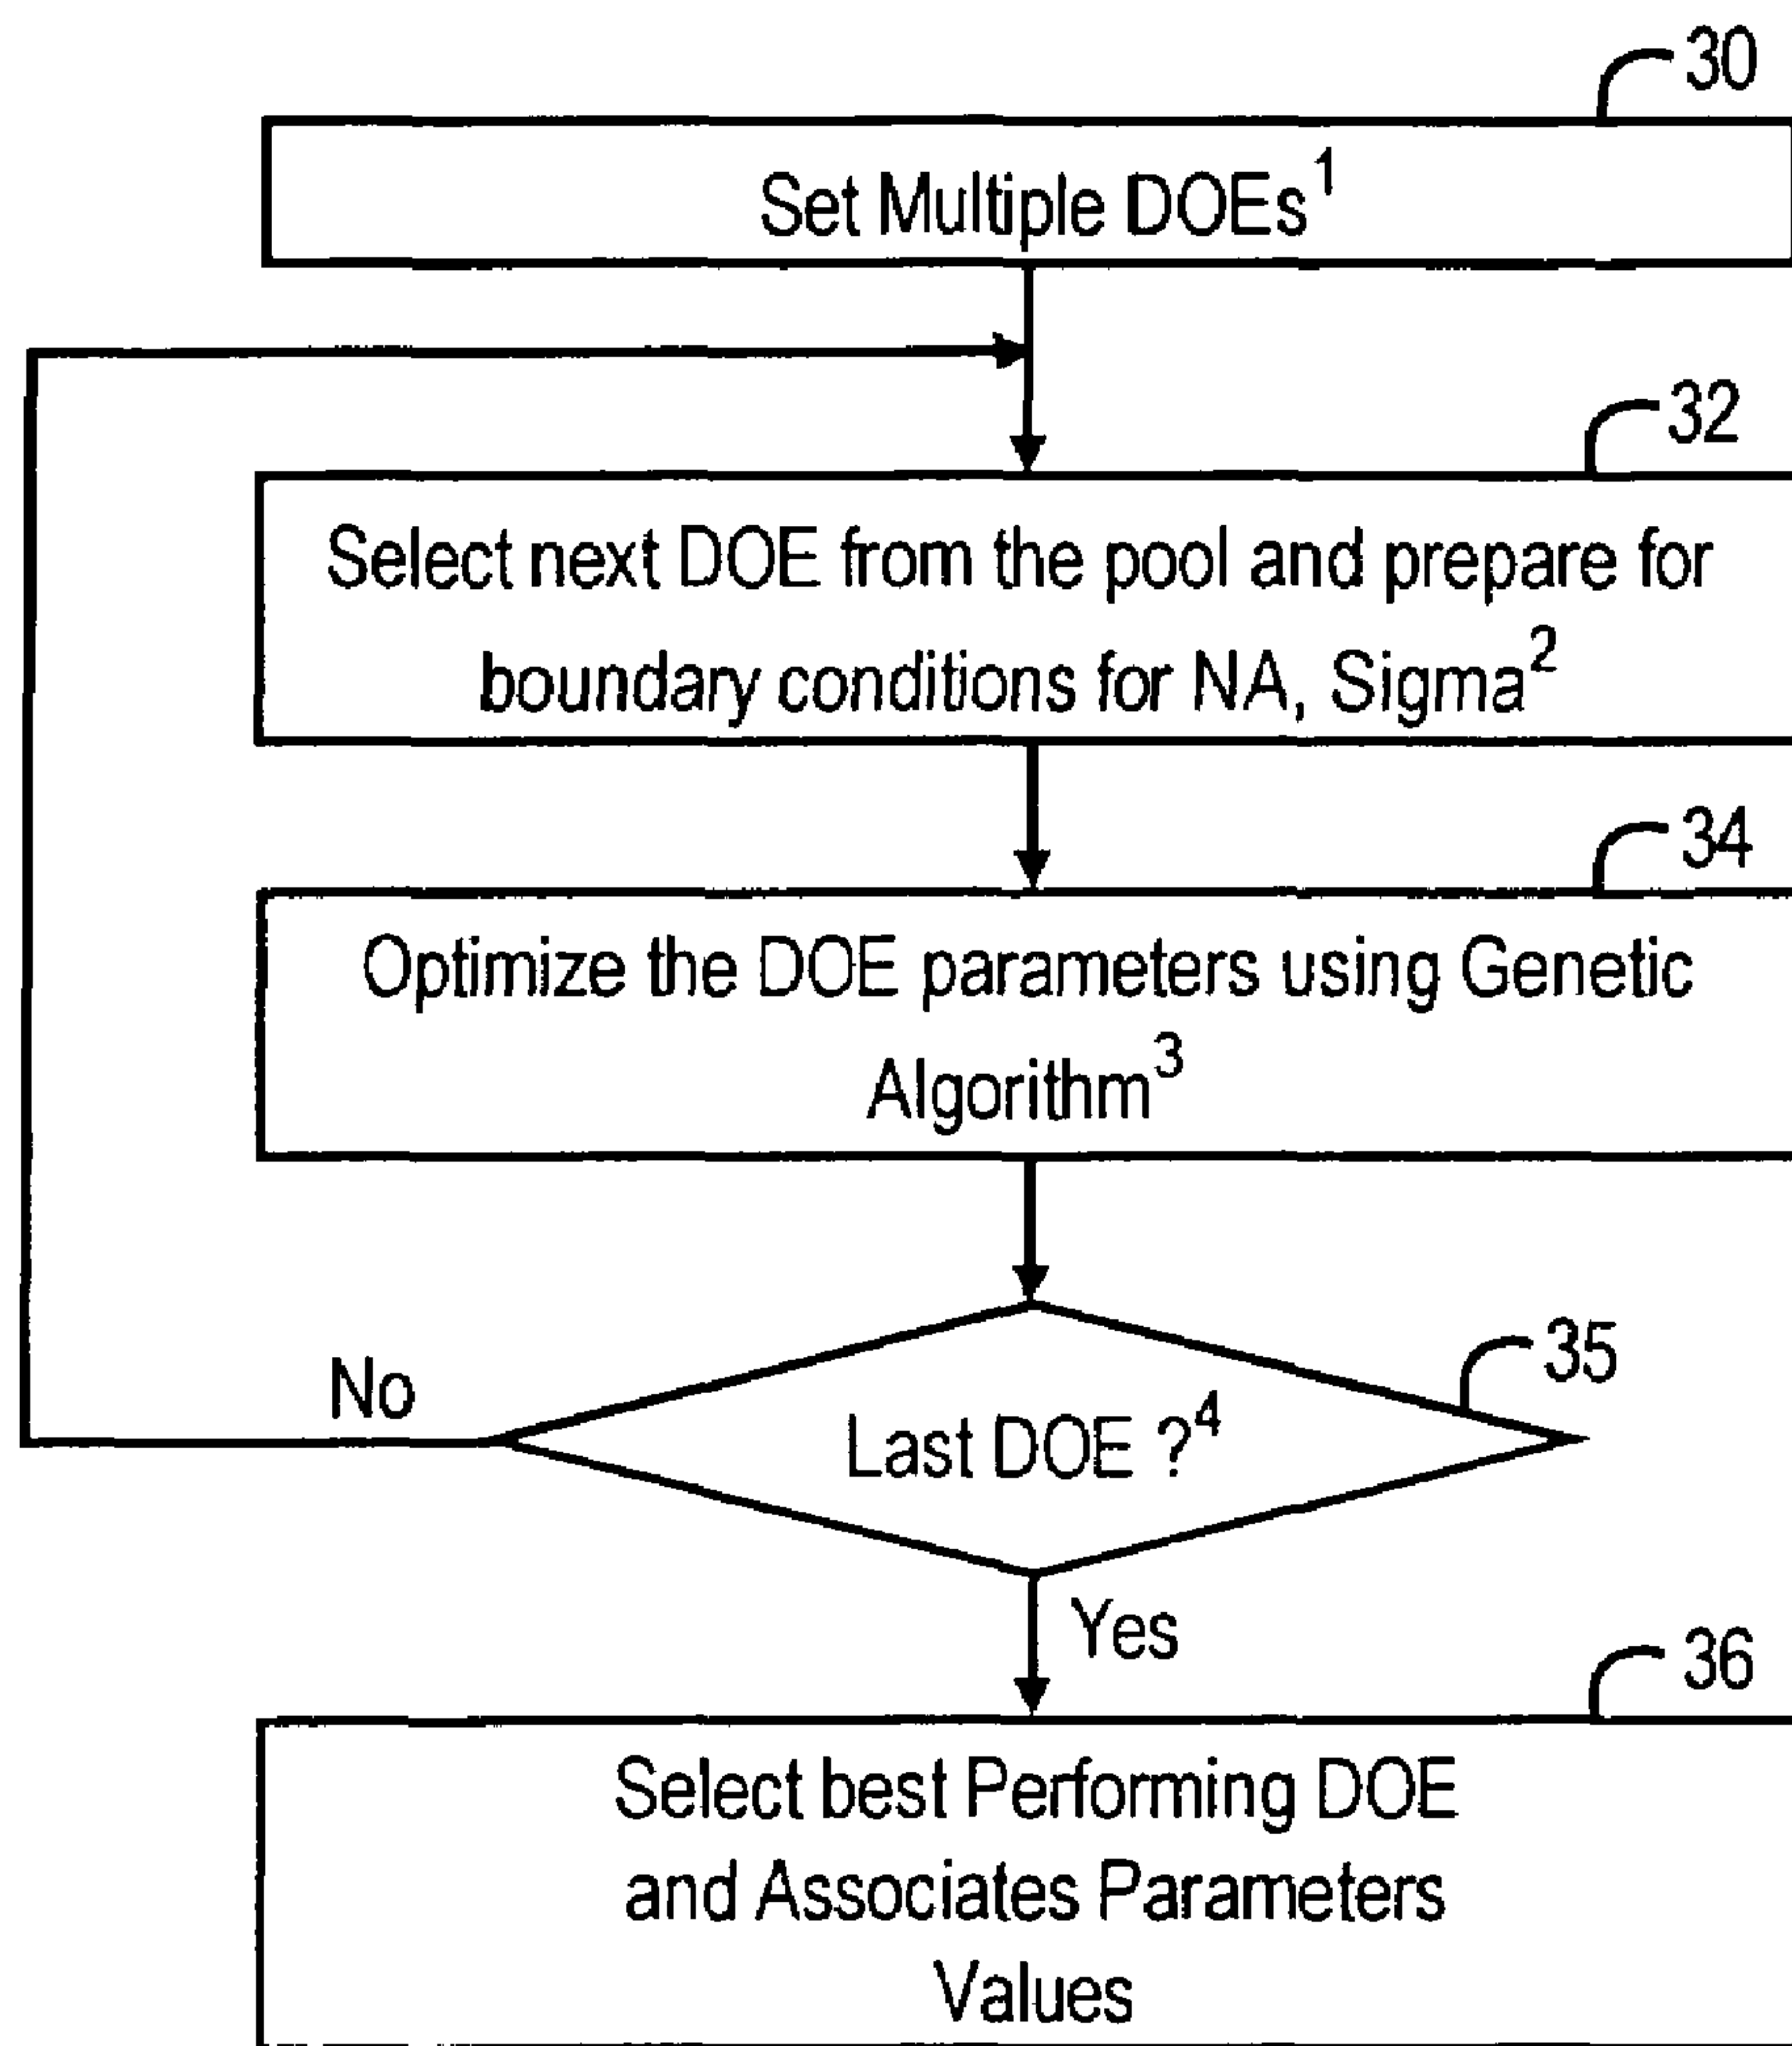 30
Set Multiple DOEs¹
32
Select next DOE from the pool and prepare for
boundary conditions for NA, Sigma²
34
Optimize the DOE parameters using Genetic
Algorithm³
35
No
Last DOE ?⁴
Yes
36
Select best Performing DOE
and Associates Parameters
Values